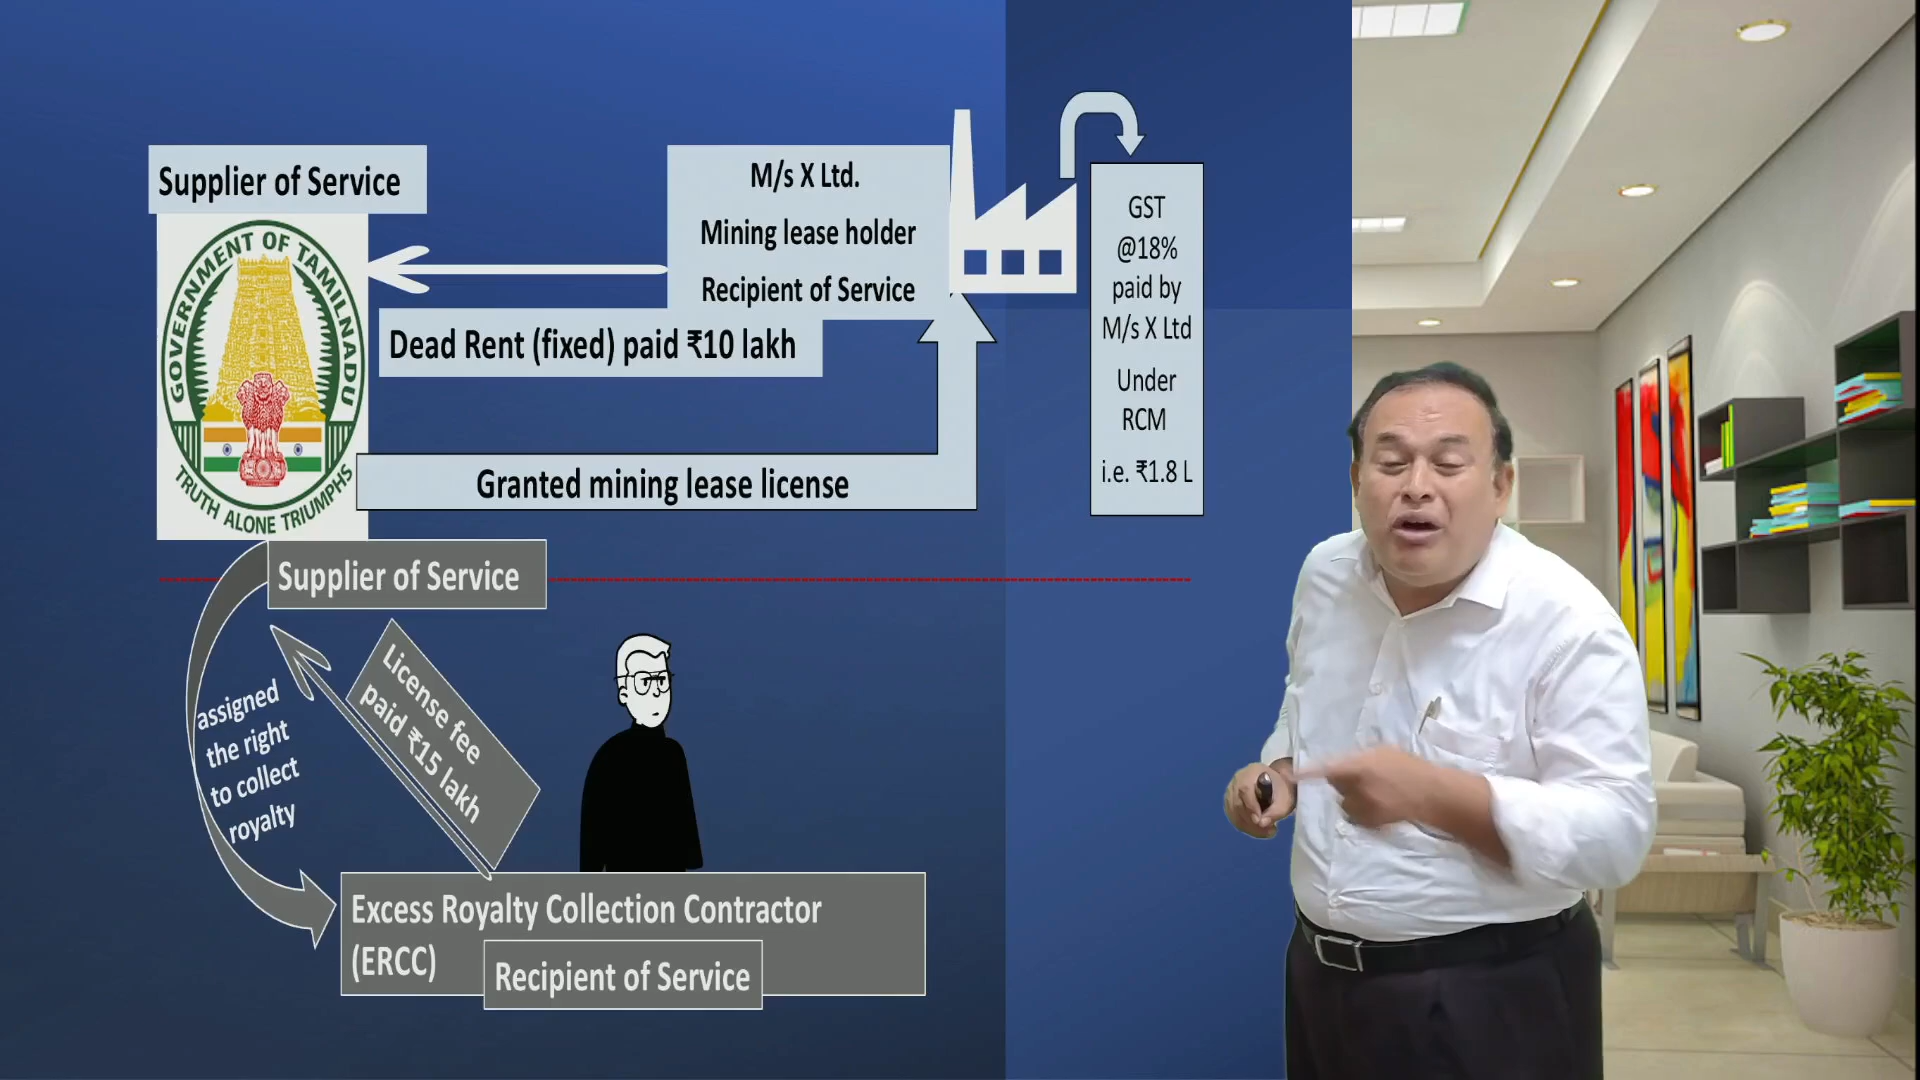 Supplier of Service
GOVERNMENT OF TAMILNADU
TRUTH ALONE TRIUMPHS
M/s X Ltd.
Mining lease holder
Recipient of Service
Dead Rent (fixed) paid ₹10 lakh
Granted mining lease license
GST
@18%
paid by
M/s X Ltd
Under
RCM
i.e. ₹1.8 L
Supplier of Service
assigned
the right
to collect
royalty
License fee
paid ₹15 lakh
Excess Royalty Collection Contractor
(ERCC)
Recipient of Service